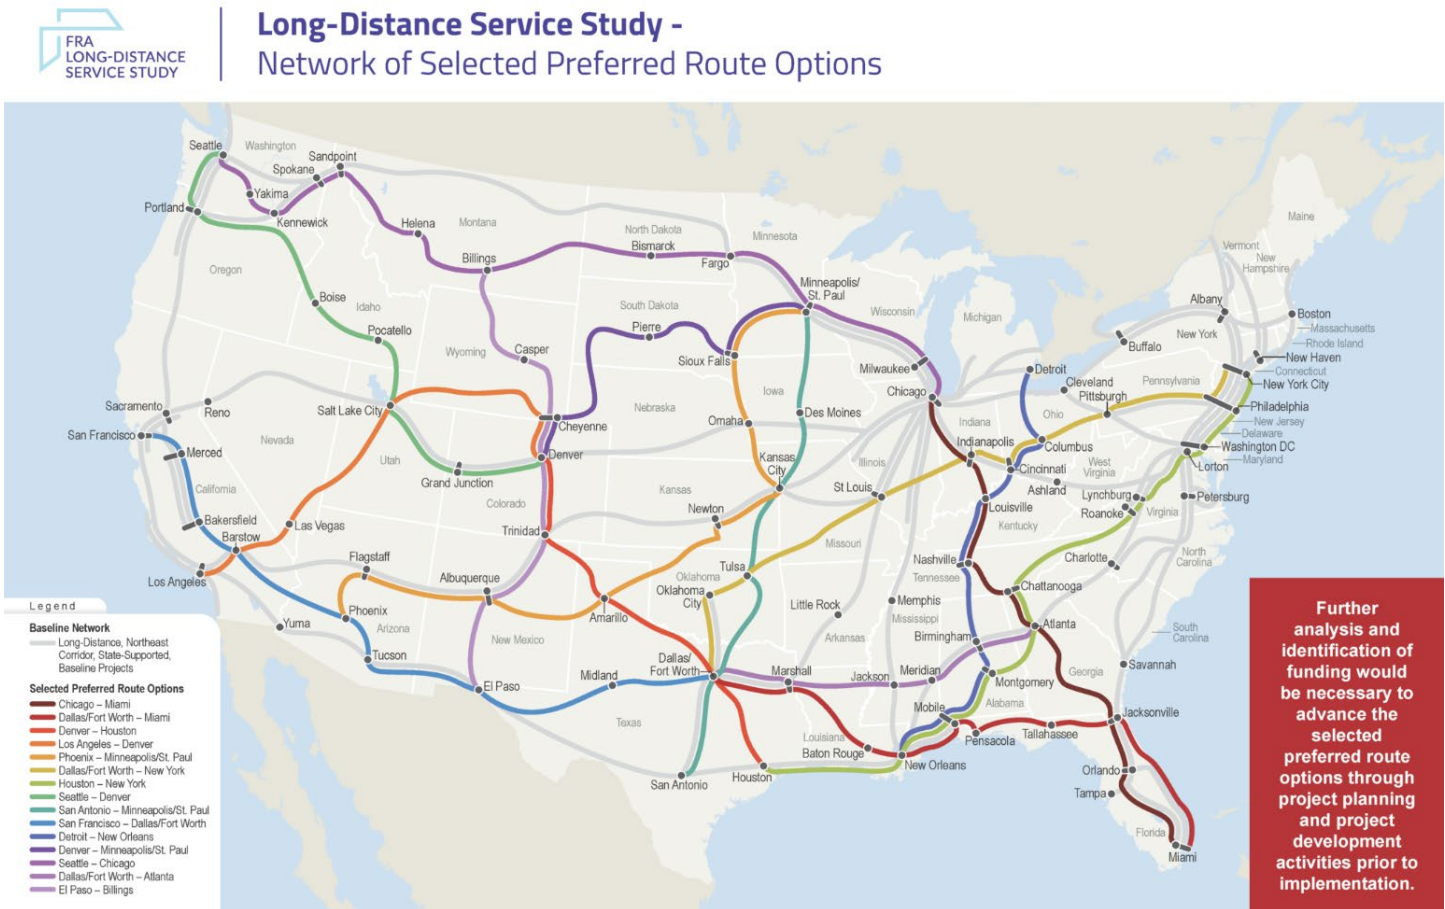 FRA
LONG-DISTANCE
SERVICE STUDY
Long-Distance Service Study -
Network of Selected Preferred Route Options
Seattle
Washington
Sandpoint
Spokane
Yakima
Kennewick
Portland
Helena
Montana
Billings
North Dakota
Bismarck
Fargo
Minnesota
Minneapolis/
St. Paul
Oregon
Boise
Idaho
Pocatello
Wyoming
Casper
South Dakota
Pierre
Sioux Falls
Wisconsin
Michigan
Milwaukee
Chicago
Detroit
Maine
Vermont
New
Hampshire
Albany
New York
Buffalo
Boston
Massachusetts
Rhode Island
New Haven
Connecticut
New York City
Cleveland
Pittsburgh
Pennsylvania
Philadelphia
New Jersey
Delaware
Washington DC
Maryland
Lorton
Sacramento
Reno
San Francisco
Merced
Nevada
California
Salt Lake City
Utah
Grand Junction
Cheyenne
Denver
Colorado
Nebraska
Iowa
Omaha
Des Moines
Kansas
City
Kansas
Newton
Illinois
Indiana
Indianapolis
Ohio
Columbus
Cincinnati
West
Virginia
Ashland
Lynchburg
Roanoke
Virginia
Petersburg
St Louis
Louisville
Kentucky
Bakersfield
Barstow
Las Vegas
Los Angeles
Trinidad
Flagstaff
Albuquerque
Phoenix
Arizona
Yuma
Tucson
New Mexico
El Paso
Amarillo
Tulsa
Oklahoma
Oklahoma
City
Missouri
Little Rock
Arkansas
Memphis
Mississippi
Nashville
Tennessee
Chattanooga
Charlotte
North
Carolina
South
Carolina
Atlanta
Georgia
Birmingham
Savannah
Dallas/
Fort Worth
Midland
Texas
Marshall
Jackson
Meridian
Montgomery
Alabama
Mobile
Pensacola
Tallahassee
Jacksonville
Louisiana
Baton Rouge
New Orleans
Houston
San Antonio
Orlando
Tampa
Florida
Miami
Legend
Baseline Network
Long-Distance, Northeast
Corridor, State-Supported,
Baseline Projects
Selected Preferred Route Options
Chicago – Miami
Dallas/Fort Worth – Miami
Denver – Houston
Los Angeles – Denver
Phoenix – Minneapolis/St. Paul
Dallas/Fort Worth – New York
Houston – New York
Seattle – Denver
San Antonio – Minneapolis/St. Paul
San Francisco – Dallas/Fort Worth
Detroit – New Orleans
Denver – Minneapolis/St. Paul
Seattle – Chicago
Dallas/Fort Worth – Atlanta
El Paso – Billings
Further
analysis and
identification of
funding would
be necessary to
advance the
selected
preferred route
options through
project planning
and project
development
activities prior to
implementation.